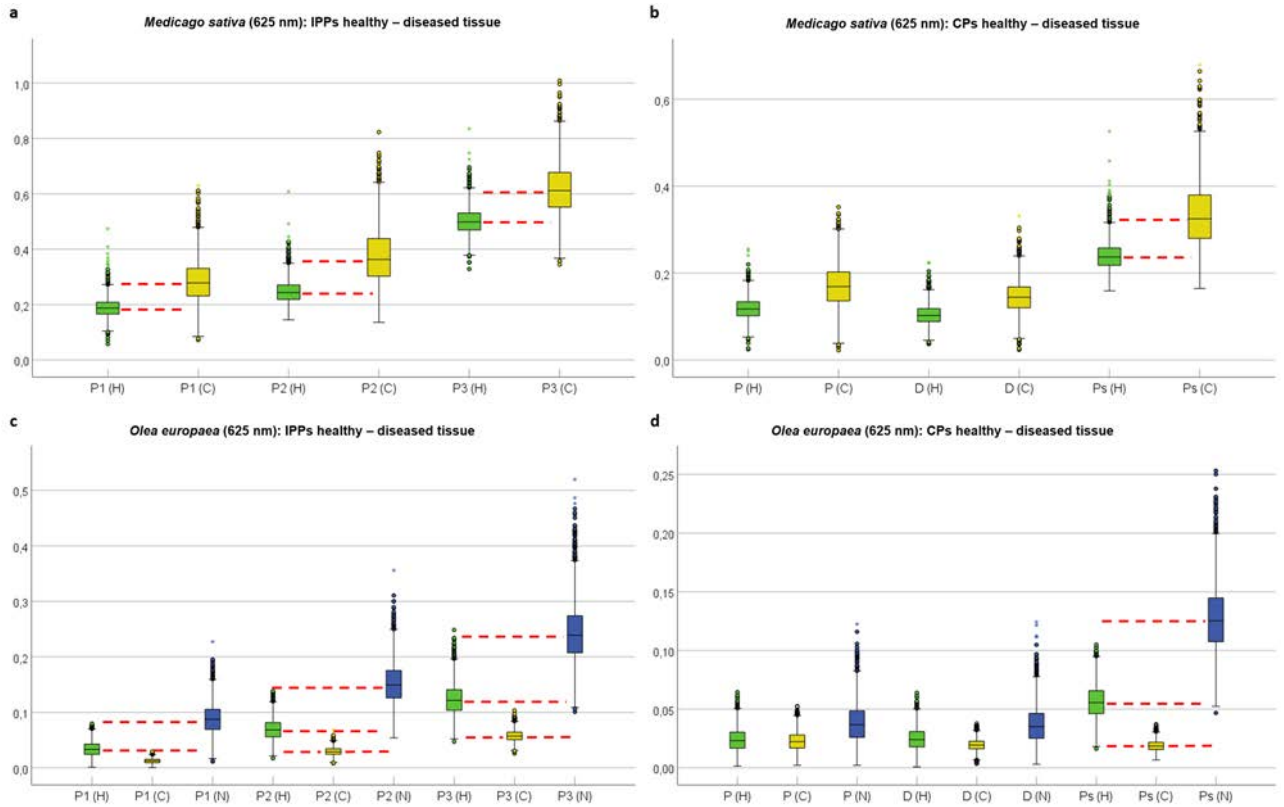 a
Medicago sativa (625 nm): IPPs healthy – diseased tissue
1,0
0,8
0,6
0,4
0,2
0,0
P1 (H) P1 (C) P2 (H) P2 (C) P3 (H) P3 (C)
b
Medicago sativa (625 nm): CPs healthy – diseased tissue
0,6
0,4
0,2
0,0
P (H) P (C) D (H) D (C) Ps (H) Ps (C)
c
Olea europaea (625 nm): IPPs healthy – diseased tissue
0,5
0,4
0,3
0,2
0,1
0,0
P1 (H) P1 (C) P1 (N) P2 (H) P2 (C) P2 (N) P3 (H) P3 (C) P3 (N)
d
Olea europaea (625 nm): CPs healthy – diseased tissue
0,25
0,20
0,15
0,10
0,05
0,00
P (H) P (C) P (N) D (H) D (C) D (N) Ps (H) Ps (C) Ps (N)